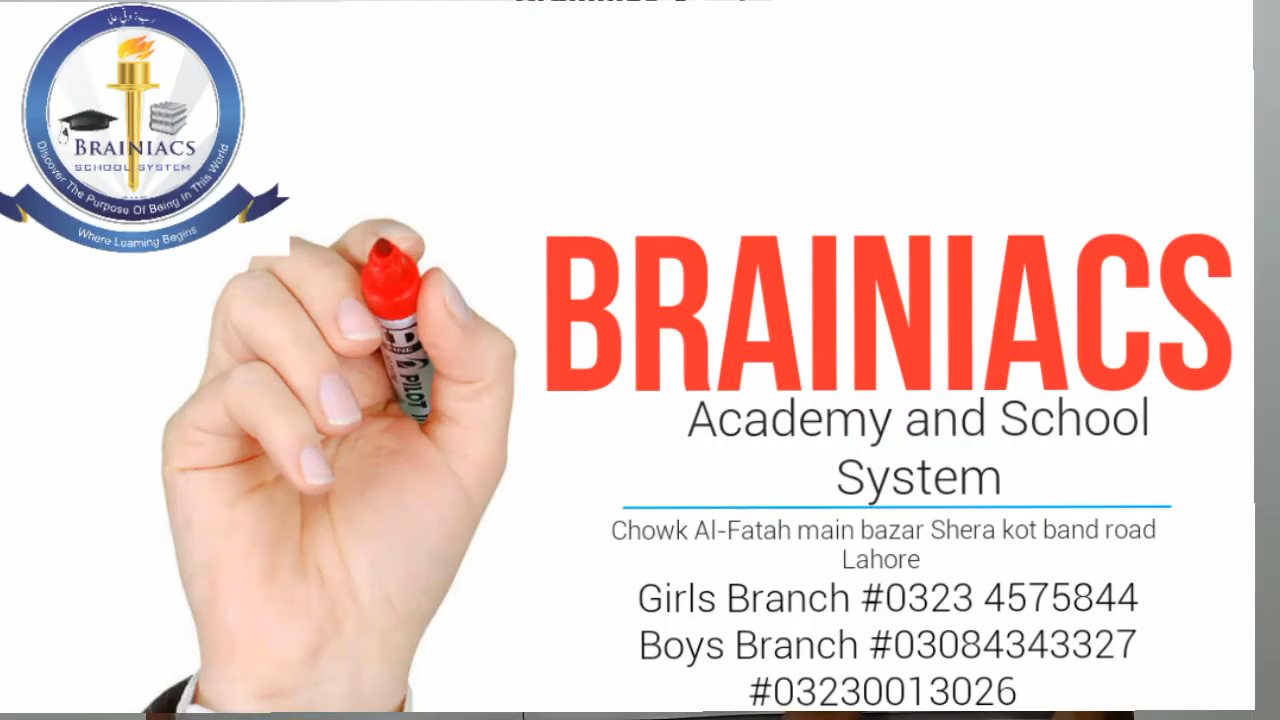 BRAINIACS
SCHOOL SYSTEM
Discover The Purpose Of Being In This World
Where Learning Begins
PILOT
BRAINIACS
Academy and School
System
Chowk Al-Fatah main bazar Shera kot band road
Lahore
Girls Branch #0323 4575844
Boys Branch #03084343327
#03230013026